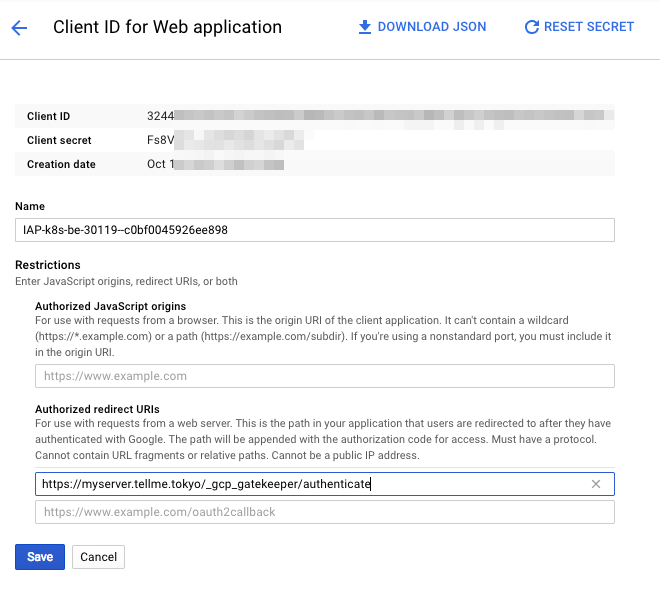 Client ID for Web application DOWNLOAD JSON RESET SECRET
Client ID 3244
Client secret Fs8V
Creation date Oct 1
Name
IAP-k8s-be-30119--c0bf0045926ee898
Restrictions
Enter JavaScript origins, redirect URIs, or both
Authorized JavaScript origins
For use with requests from a browser. This is the origin URI of the client application. It can't contain a wildcard
(https://*.example.com) or a path (https://example.com/subdir). If you're using a nonstandard port, you must include it
in the origin URI.
https://www.example.com
Authorized redirect URIs
For use with requests from a web server. This is the path in your application that users are redirected to after they have
authenticated with Google. The path will be appended with the authorization code for access. Must have a protocol.
Cannot contain URL fragments or relative paths. Cannot be a public IP address.
https://myserver.tellme.tokyo/_gcp_gatekeeper/authenticate
https://www.example.com/oauth2callback
Save Cancel